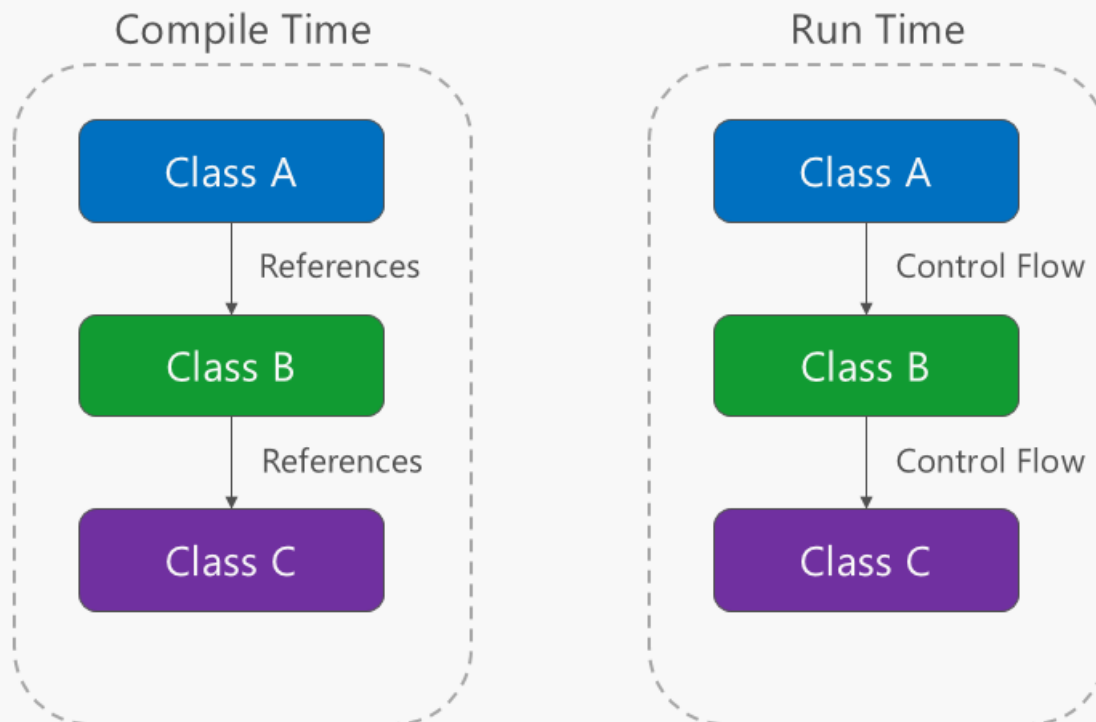 Compile Time
Class A
References
Class B
References
Class C
Run Time
Class A
Control Flow
Class B
Control Flow
Class C